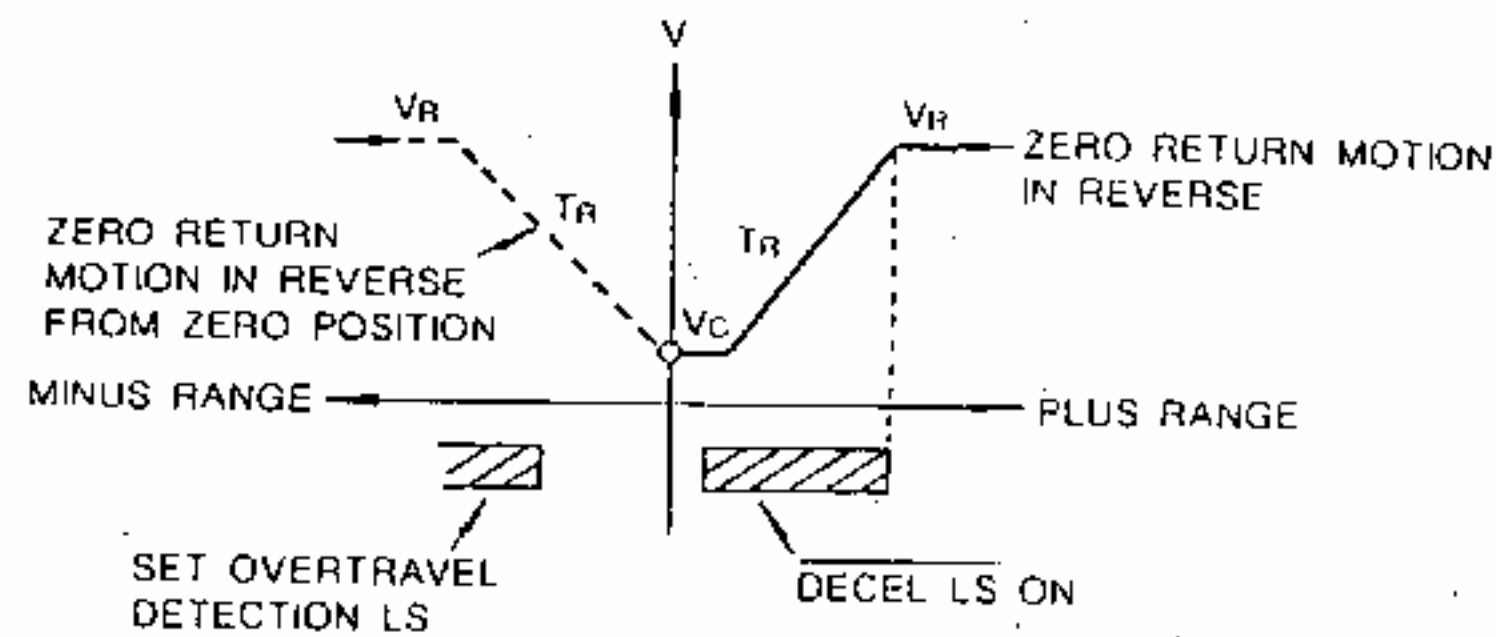 V
VR
VR
ZERO RETURN MOTION
IN REVERSE
TR
TR
ZERO RETURN
MOTION IN REVERSE
FROM ZERO POSITION
VC
MINUS RANGE
PLUS RANGE
SET OVERTRAVEL
DETECTION LS
DECEL LS ON